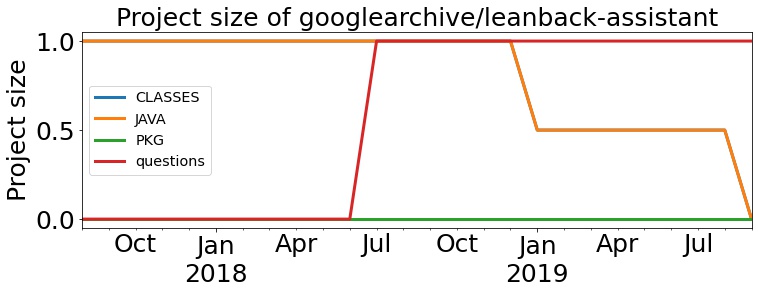 Project size of googlearchive/leanback-assistant
Project size
1.0
0.5
0.0
CLASSES
JAVA
PKG
questions
Oct Jan Apr Jul Oct Jan Apr Jul
2018 2019